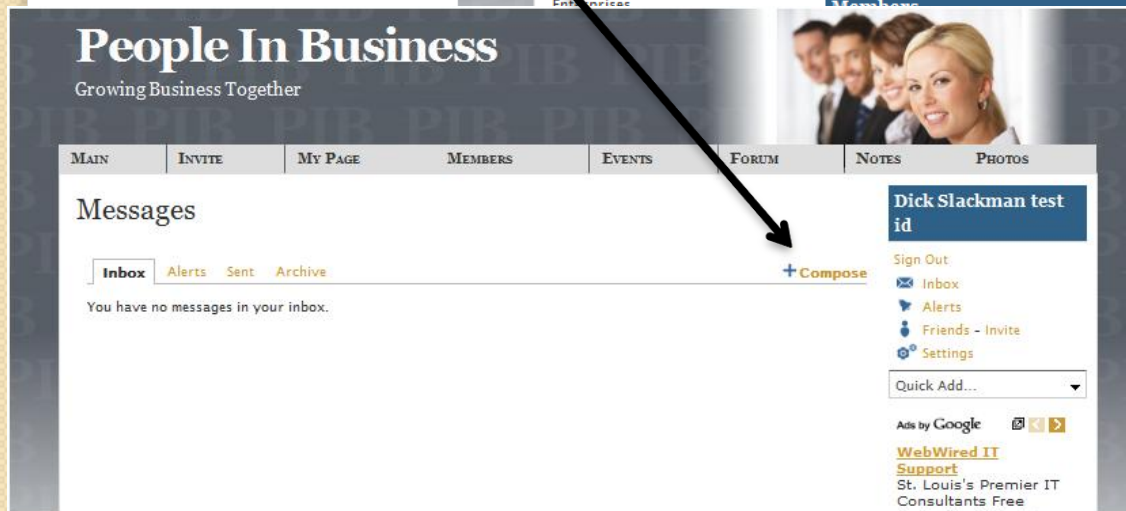 Enterprises
Members
People In Business
Growing Business Together
MAIN INVITE MY PAGE MEMBERS EVENTS FORUM NOTES PHOTOS
Messages
Inbox Alerts Sent Archive +Compose
You have no messages in your inbox.
Dick Slackman test
id
Sign Out
Inbox
Alerts
Friends - Invite
Settings
Quick Add...
Ads by Google
WebWired IT
Support
St. Louis's Premier IT
Consultants Free